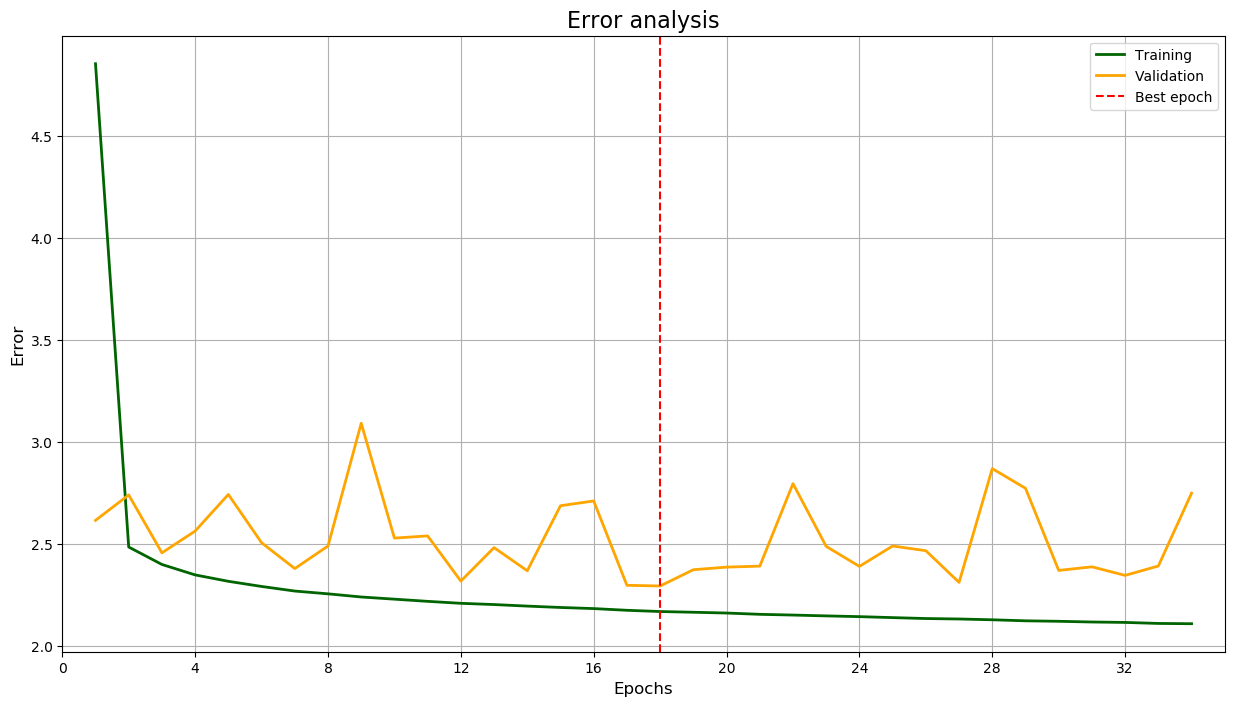 Error analysis
Training
Validation
Best epoch
4.5
4.0
3.5
3.0
2.5
2.0
Error
0 4 8 12 16 20 24 28 32
Epochs